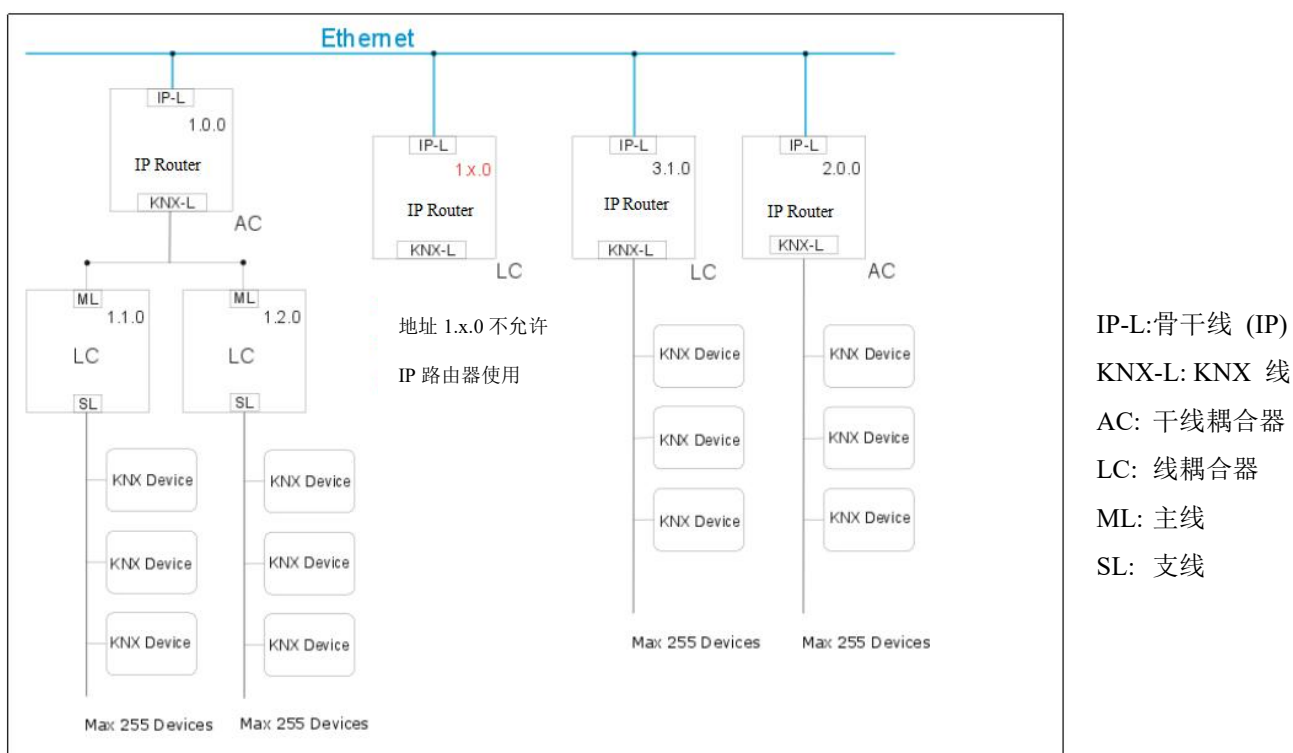 Ethernet
IP-L
1.0.0
IP Router
KNX-L
AC
ML
1.1.0
LC
SL
ML
1.2.0
LC
SL
KNX Device
KNX Device
KNX Device
Max 255 Devices
KNX Device
KNX Device
KNX Device
Max 255 Devices
IP-L
1.x.0
IP Router
KNX-L
LC
地址 1.x.0 不允许
IP 路由器使用
IP-L
3.1.0
IP Router
KNX-L
LC
KNX Device
KNX Device
KNX Device
Max 255 Devices
IP-L
2.0.0
IP Router
KNX-L
AC
KNX Device
KNX Device
KNX Device
Max 255 Devices
IP-L:骨干线 (IP)
KNX-L: KNX 线
AC: 干线耦合器
LC: 线耦合器
ML: 主线
SL: 支线